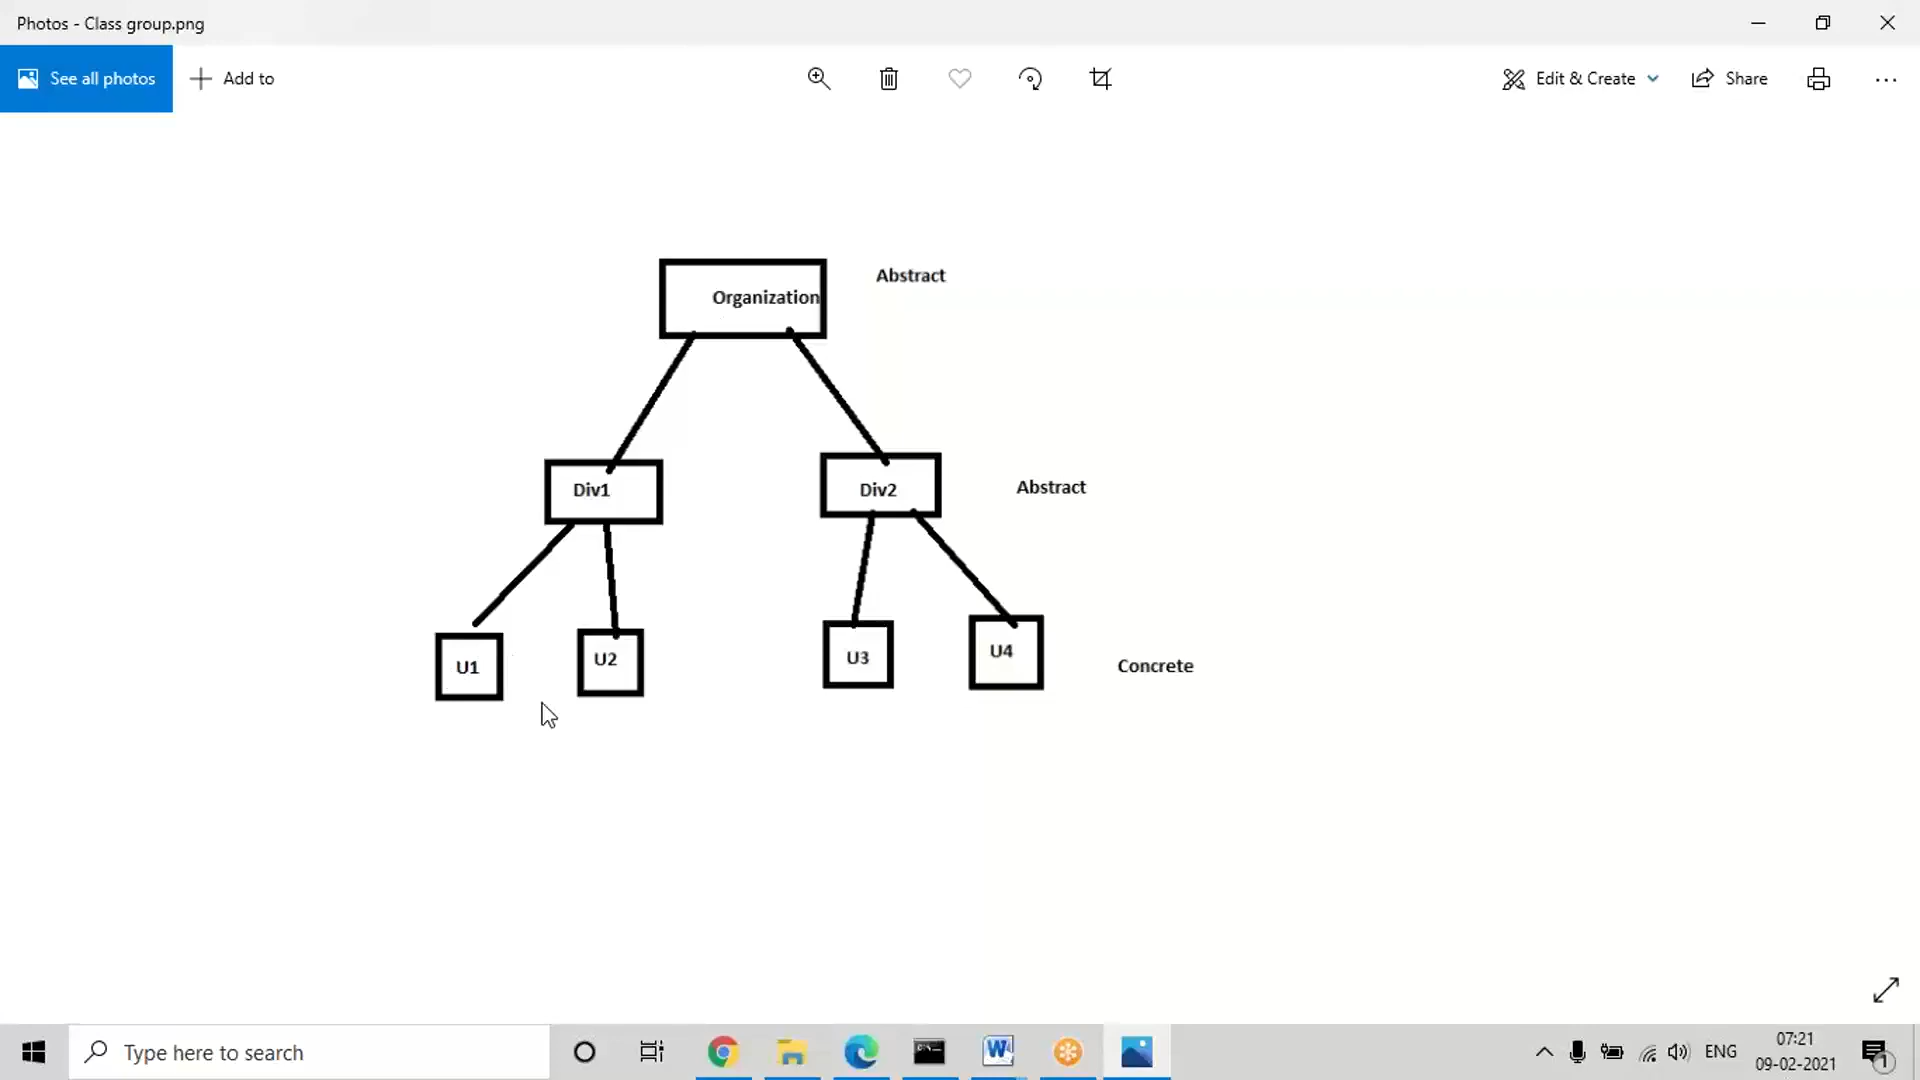 Photos - Class group.png
See all photos
Add to
Edit & Create
Share
Organization
Abstract
Div1
Div2
Abstract
U1
U2
U3
U4
Concrete
Type here to search
ENG
07:21
09-02-2021
1